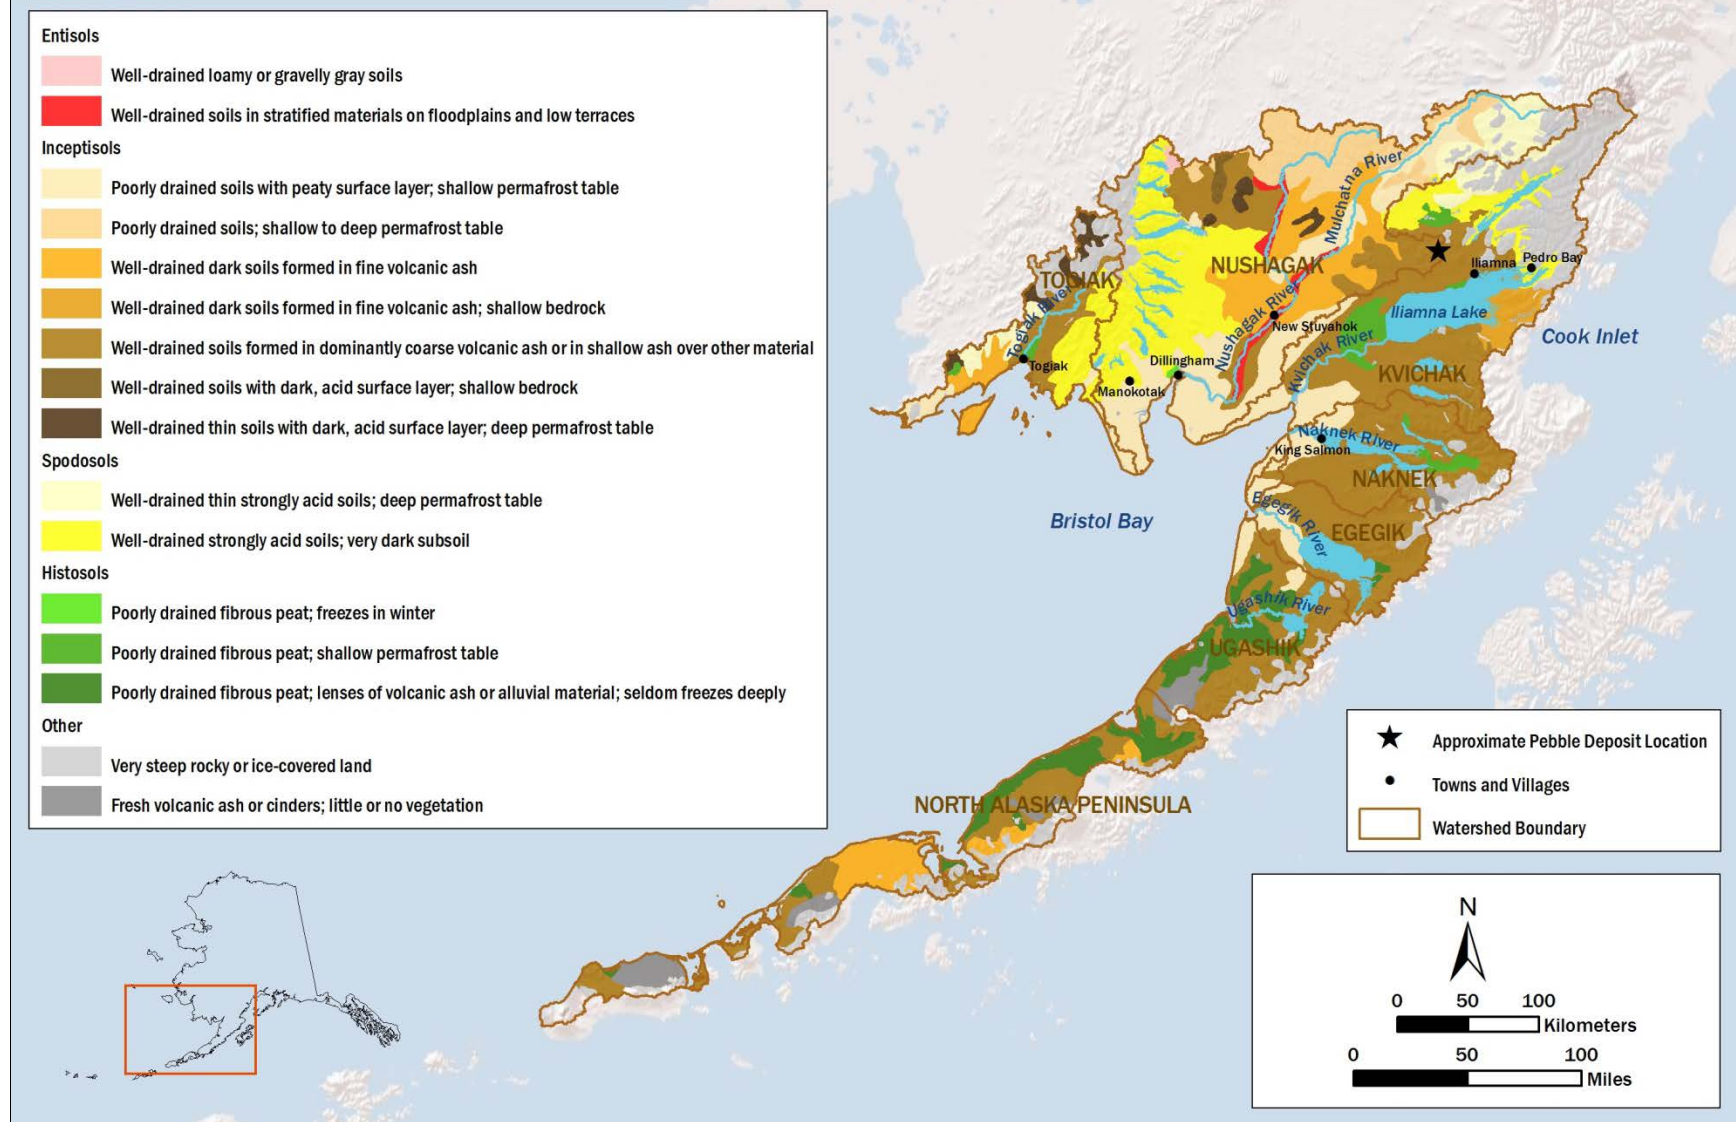 Entisols
Well-drained loamy or gravelly gray soils
Well-drained soils in stratified materials on floodplains and low terraces
Inceptisols
Poorly drained soils with peaty surface layer; shallow permafrost table
Poorly drained soils; shallow to deep permafrost table
Well-drained dark soils formed in fine volcanic ash
Well-drained dark soils formed in fine volcanic ash; shallow bedrock
Well-drained soils formed in dominantly coarse volcanic ash or in shallow ash over other material
Well-drained soils with dark, acid surface layer; shallow bedrock
Well-drained thin soils with dark, acid surface layer; deep permafrost table
Spodosols
Well-drained thin strongly acid soils; deep permafrost table
Well-drained strongly acid soils; very dark subsoil
Histosols
Poorly drained fibrous peat; freezes in winter
Poorly drained fibrous peat; shallow permafrost table
Poorly drained fibrous peat; lenses of volcanic ash or alluvial material; seldom freezes deeply
Other
Very steep rocky or ice-covered land
Fresh volcanic ash or cinders; little or no vegetation
Mulchatna River
NUSHAGAK
TOGIAK
Iliamna
Pedro Bay
Togiak River
Nushagak River
New Stuyahok
Iliamna Lake
Cook Inlet
Kvichak River
KVICHAK
Togiak
Dillingham
Manokotak
Naknek River
King Salmon
NAKNEK
Bristol Bay
Egegik River
EGEGIK
Ugashik River
UGASHIK
NORTH ALASKA PENINSULA
Approximate Pebble Deposit Location
Towns and Villages
Watershed Boundary
N
0 50 100
Kilometers
0 50 100
Miles